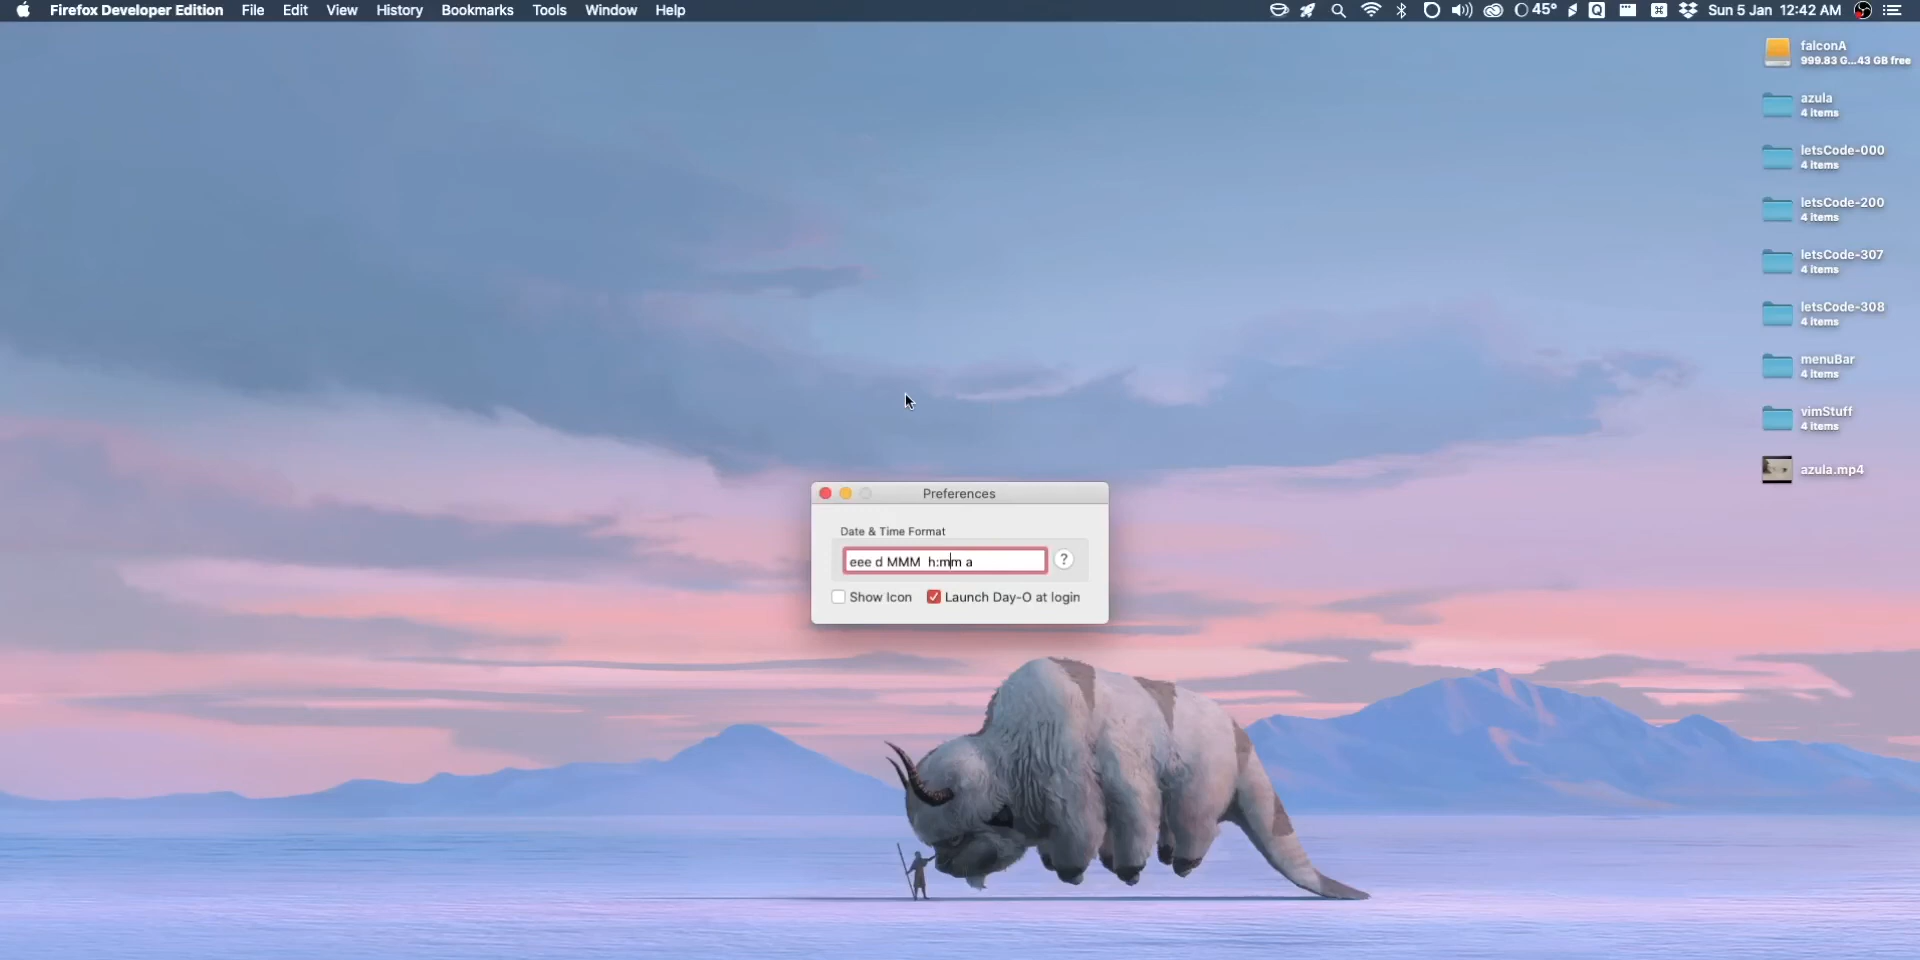 Firefox Developer Edition File Edit View History Bookmarks Tools Window Help 45° Sun 5 Jan 12:42 AM
falconA
999.83 G...43 GB free
azula
4 items
letsCode-000
4 items
letsCode-200
4 items
letsCode-307
4 items
letsCode-308
4 items
menuBar
4 items
vimStuff
4 items
azula.mp4
Preferences
Date & Time Format
eee d MMM  h:mm a ?
Show Icon Launch Day-O at login